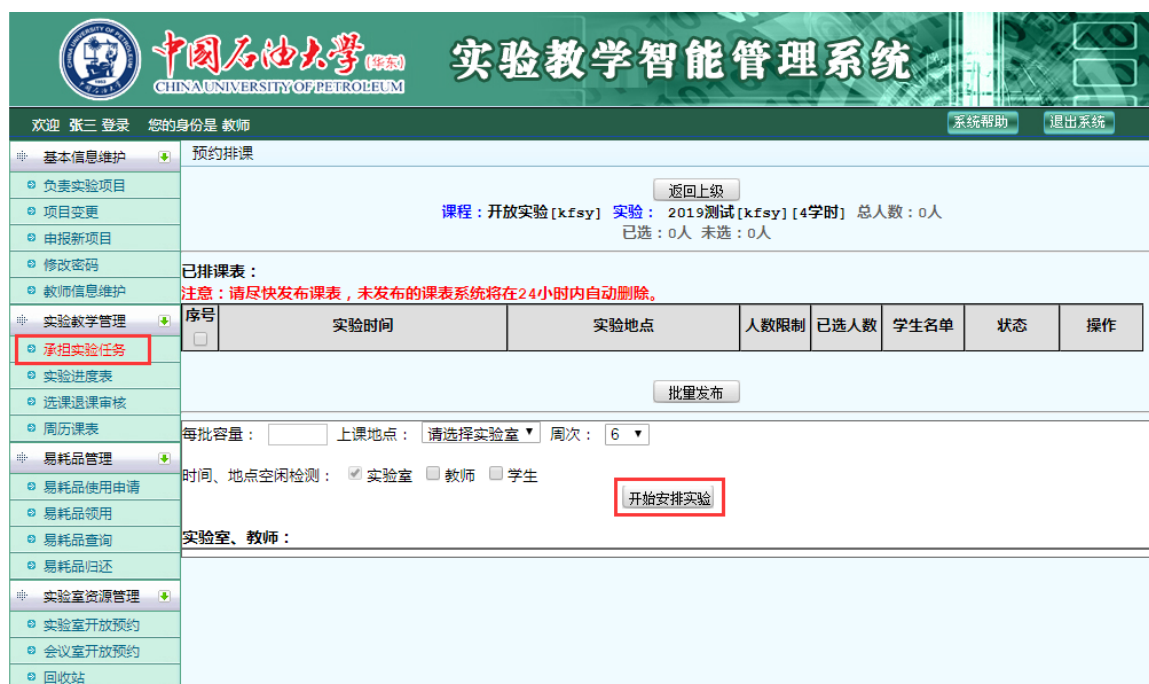 中国石油大学(华东)
CHINA UNIVERSITY OF PETROLEUM
实验教学智能管理系统
欢迎 张三 登录 您的身份是 教师
系统帮助 退出系统
基本信息维护
负责实验项目
项目变更
申报新项目
修改密码
教师信息维护
实验教学管理
承担实验任务
实验进度表
选课退课审核
周历课表
易耗品管理
易耗品使用申请
易耗品领用
易耗品查询
易耗品归还
实验室资源管理
实验室开放预约
会议室开放预约
回收站
预约排课
返回上级
课程：开放实验[kfsy] 实验： 2019测试[kfsy][4学时] 总人数：0人
已选：0人 未选：0人
已排课表：
注意：请尽快发布课表，未发布的课表系统将在24小时内自动删除。
序号 实验时间 实验地点 人数限制 已选人数 学生名单 状态 操作
批量发布
每批容量： 上课地点： 请选择实验室 周次： 6
时间、地点空闲检测： 实验室 教师 学生
开始安排实验
实验室、教师：